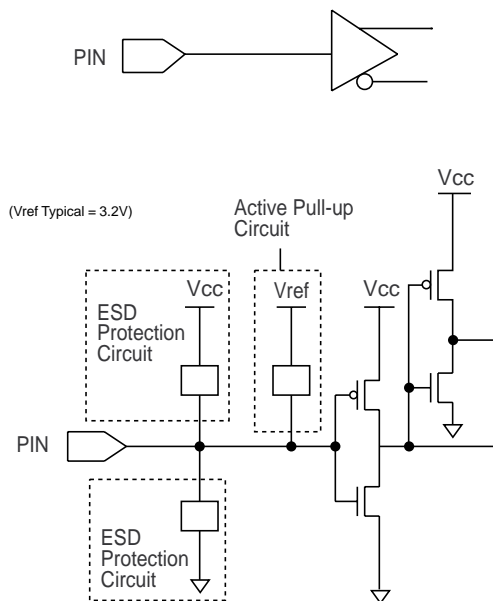 PIN
Vcc
(Vref Typical = 3.2V)
Active Pull-up
Circuit
Vcc
Vref
Vcc
ESD
Protection
Circuit
PIN
ESD
Protection
Circuit